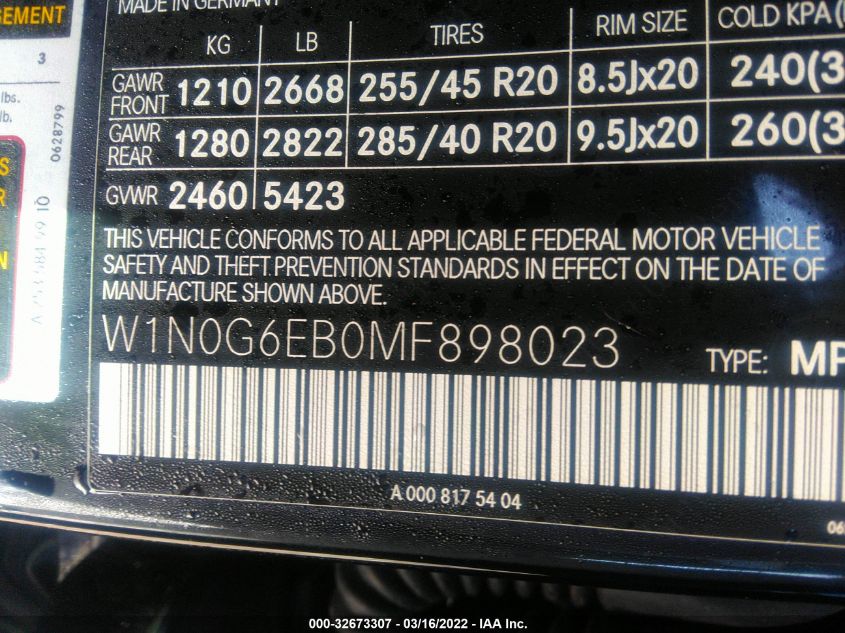 MADE IN GERMANY
KG LB TIRES RIM SIZE COLD KPA
GAWR FRONT 1210 2668 255/45 R20 8.5Jx20 240(3
GAWR REAR 1280 2822 285/40 R20 9.5Jx20 260(3
GVWR 2460 5423
THIS VEHICLE CONFORMS TO ALL APPLICABLE FEDERAL MOTOR VEHICLE
SAFETY AND THEFT PREVENTION STANDARDS IN EFFECT ON THE DATE OF
MANUFACTURE SHOWN ABOVE.
W1N0G6EB0MF898023
TYPE: MP
A 000 817 54 04
GEMENT
3
lbs.
lb.
0628799
000-32673307 - 03/16/2022 - IAA Inc.